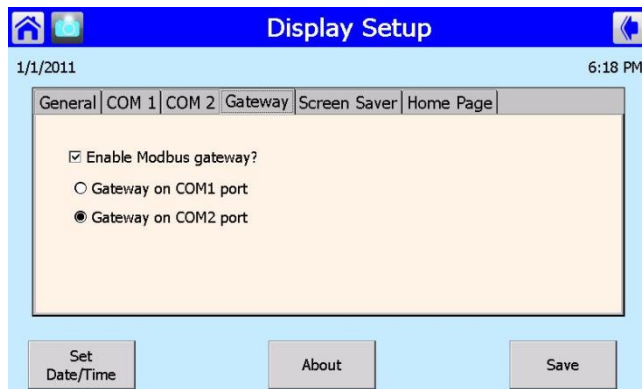 Display Setup
1/1/2011 6:18 PM
General COM 1 COM 2 Gateway Screen Saver Home Page
Enable Modbus gateway?
Gateway on COM1 port
Gateway on COM2 port
Set
Date/Time
About
Save